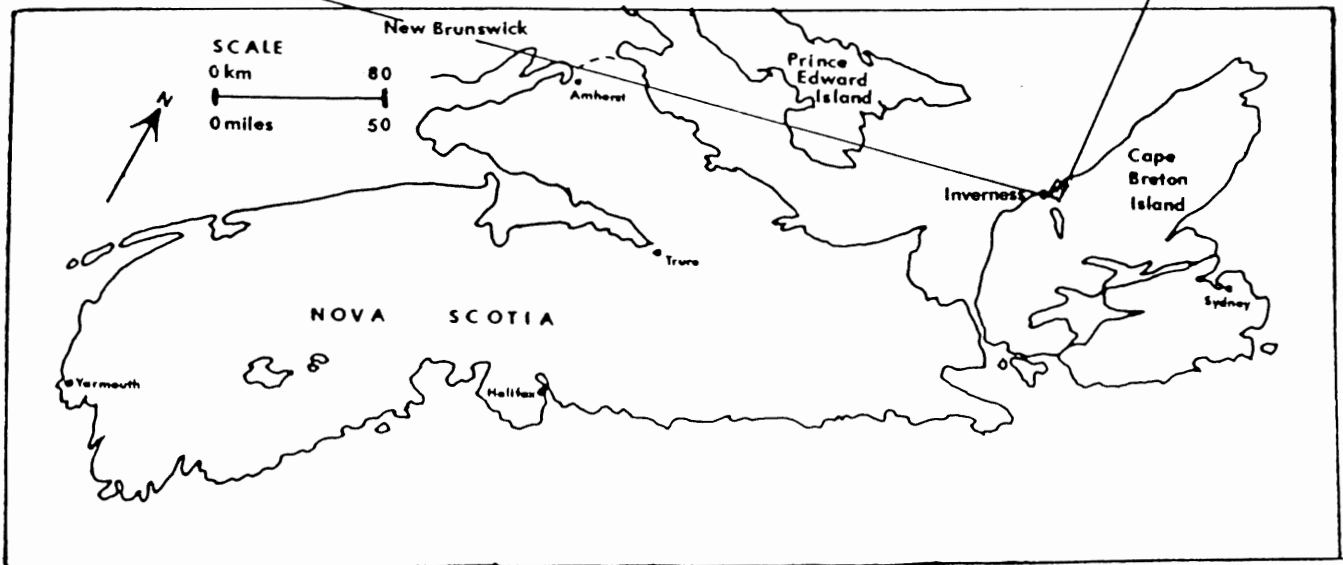 New Brunswick
SCALE
0 km 80
0 miles 50
N
Amherst
Prince
Edward
Island
Cape
Breton
Island
Inverness
Truro
NOVA SCOTIA
Sydney
Yarmouth
Halifax